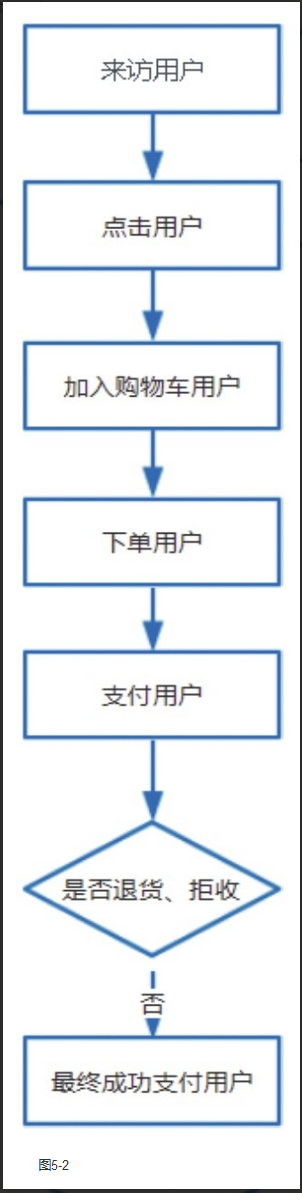 来访用户
点击用户
加入购物车用户
下单用户
支付用户
是否退货、拒收
否
最终成功支付用户
图5-2